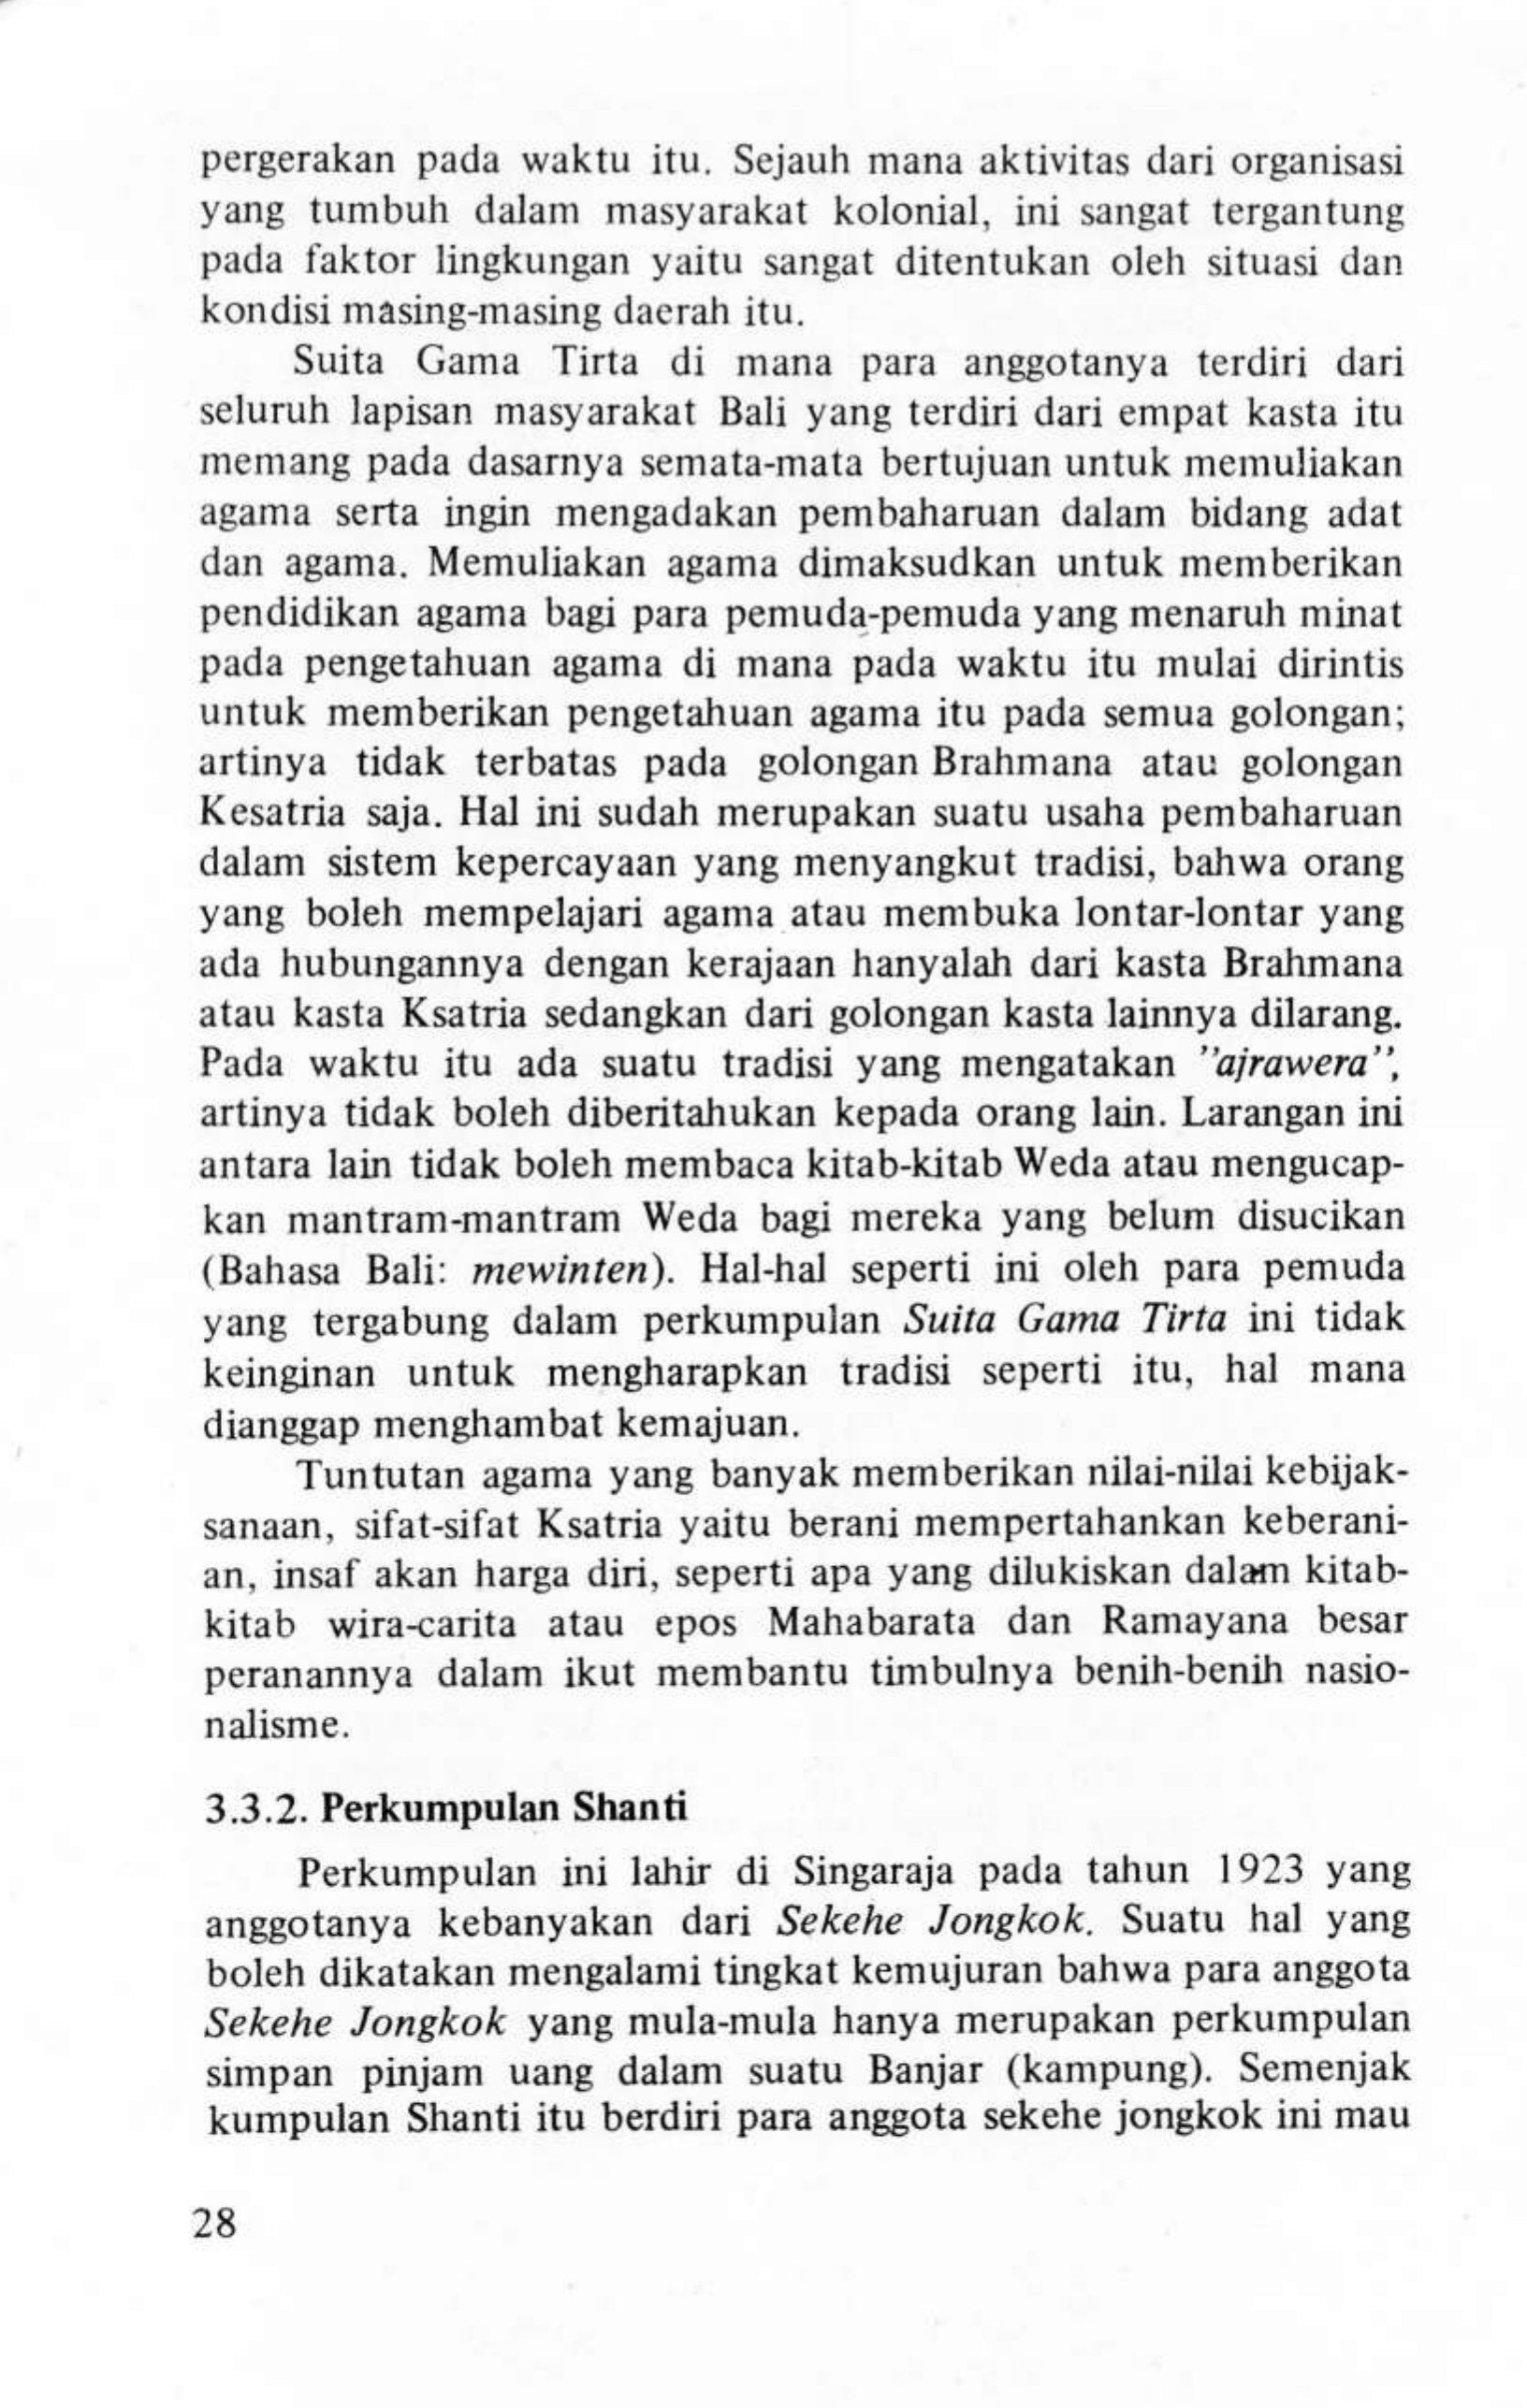 pergerakan pada waktu itu. Sejauh mana aktivitas dari organisasi
yang tumbuh dalam masyarakat kolonial, ini sangat tergantung
pada faktor lingkungan yaitu sangat ditentukan oleh situasi dan
kondisi masing-masing daerah itu.
Suita Gama Tirta di mana para anggotanya terdiri dari
seluruh lapisan masyarakat Bali yang terdiri dari empat kasta itu
memang pada dasarnya semata-mata bertujuan untuk memuliakan
agama serta ingin mengadakan pembaharuan dalam bidang adat
dan agama. Memuliakan agama dimaksudkan untuk memberikan
pendidikan agama bagi para pemuda-pemuda yang menaruh minat
pada pengetahuan agama di mana pada waktu itu mulai dirintis
untuk memberikan pengetahuan agama itu pada semua golongan;
artinya tidak terbatas pada golongan Brahmana atau golongan
Kesatria saja. Hal ini sudah merupakan suatu usaha pembaharuan
dalam sistem kepercayaan yang menyangkut tradisi, bahwa orang
yang boleh mempelajari agama atau membuka lontar-lontar yang
ada hubungannya dengan kerajaan hanyalah dari kasta Brahmana
atau kasta Ksatria sedangkan dari golongan kasta lainnya dilarang.
Pada waktu itu ada suatu tradisi yang mengatakan ”ajrawera”,
artinya tidak boleh diberitahukan kepada orang lain. Larangan ini
antara lain tidak boleh membaca kitab-kitab Weda atau mengucap-
kan mantram-mantram Weda bagi mereka yang belum disucikan
(Bahasa Bali: mewinten). Hal-hal seperti ini oleh para pemuda
yang tergabung dalam perkumpulan Suita Gama Tirta ini tidak
keinginan untuk mengharapkan tradisi seperti itu, hal mana
dianggap menghambat kemajuan.
Tuntutan agama yang banyak memberikan nilai-nilai kebijak-
sanaan, sifat-sifat Ksatria yaitu berani mempertahankan keberani-
an, insaf akan harga diri, seperti apa yang dilukiskan dalam kitab-
kitab wira-carita atau epos Mahabarata dan Ramayana besar
peranannya dalam ikut membantu timbulnya benih-benih nasio-
nalisme.
3.3.2. Perkumpulan Shanti
Perkumpulan ini lahir di Singaraja pada tahun 1923 yang
anggotanya kebanyakan dari Sekehe Jongkok. Suatu hal yang
boleh dikatakan mengalami tingkat kemujuran bahwa para anggota
Sekehe Jongkok yang mula-mula hanya merupakan perkumpulan
simpan pinjam uang dalam suatu Banjar (kampung). Semenjak
kumpulan Shanti itu berdiri para anggota sekehe jongkok ini mau
28